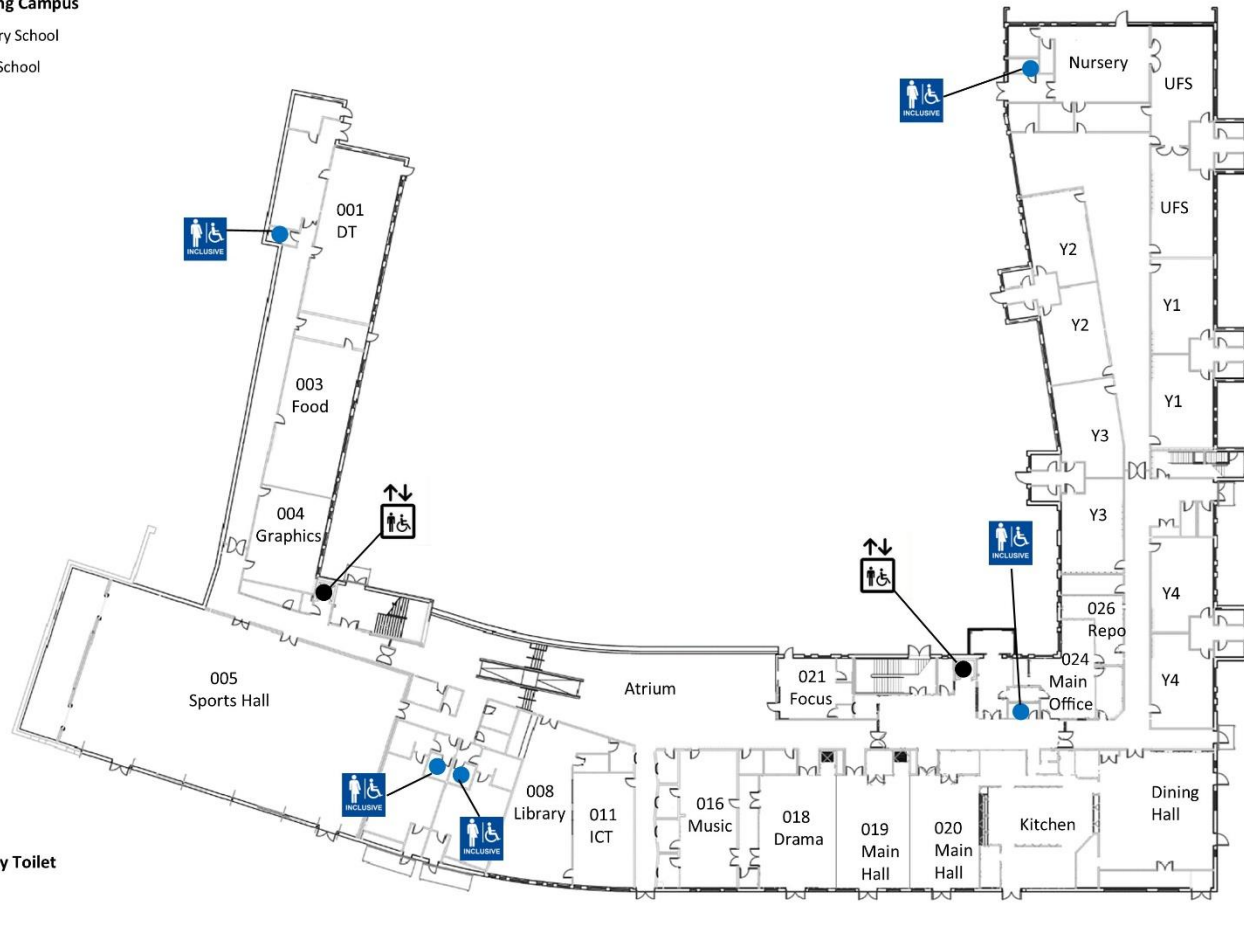 ng Campus
ry School
School
Nursery
UFS
INCLUSIVE
001
DT
INCLUSIVE
UFS
Y2
Y1
Y2
003
Food
Y1
Y3
004
Graphics
Y3
INCLUSIVE
Y4
026
Repo
005
Sports Hall
Atrium
021
Focus
024
Main
Office
Y4
INCLUSIVE
008
Library
011
ICT
016
Music
018
Drama
019
Main
Hall
020
Main
Hall
Kitchen
Dining
Hall
INCLUSIVE
y Toilet